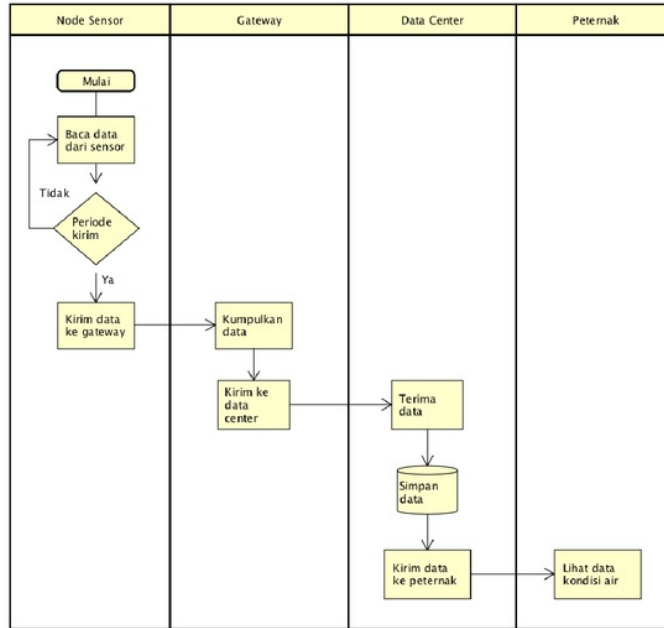 Node Sensor
Gateway
Data Center
Peternak
Mulai
Baca data
dari sensor
Tidak
Periode
kirim
Ya
Kirim data
ke gateway
Kumpulkan
data
Kirim ke
data
center
Terima
data
Simpan
data
Kirim data
ke peternak
Lihat data
kondisi air